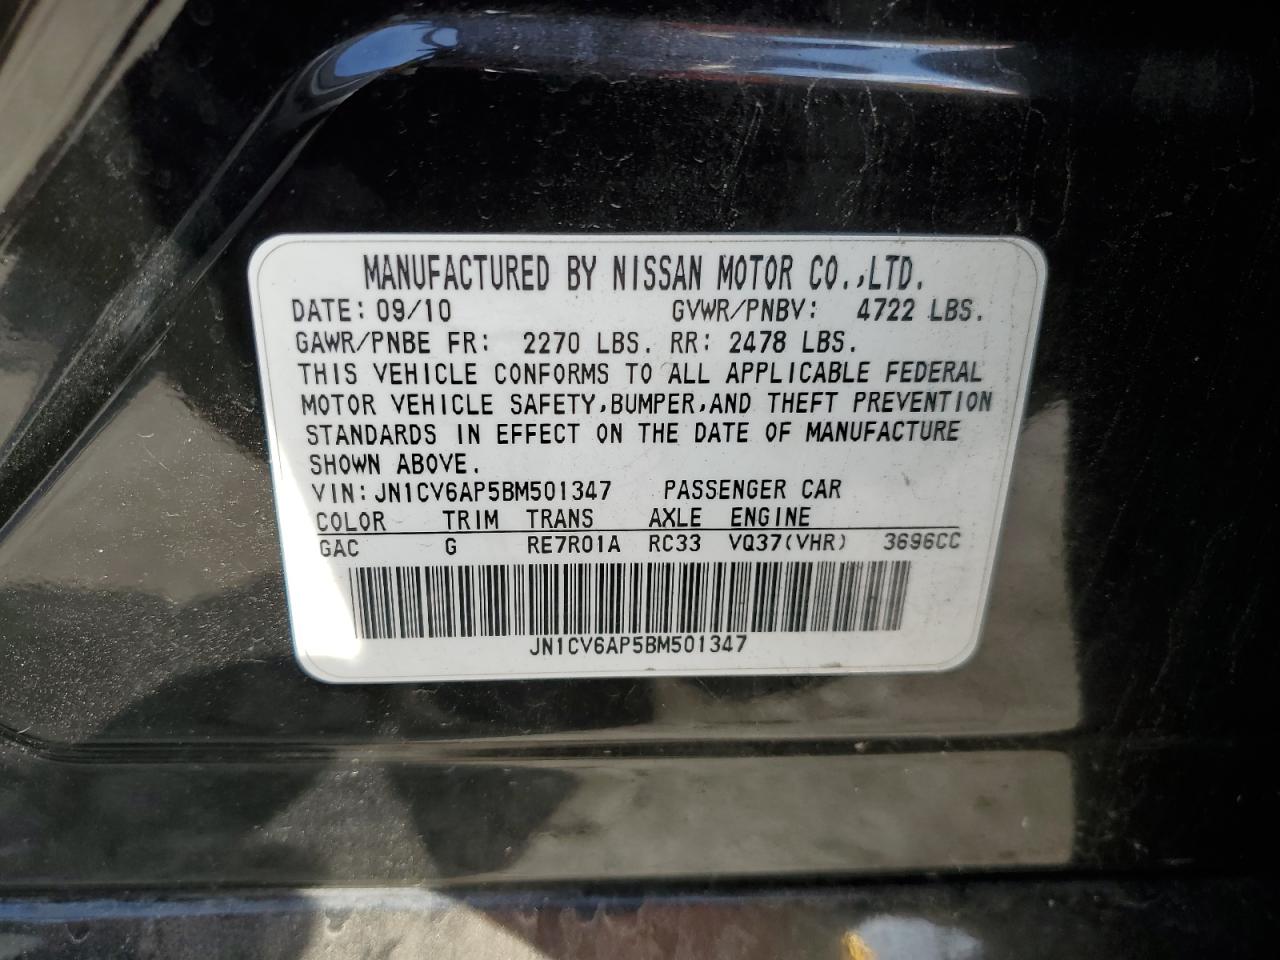 MANUFACTURED BY NISSAN MOTOR CO.,LTD.
DATE: 09/10 GVWR/PNBV: 4722 LBS.
GAWR/PNBE FR: 2270 LBS. RR: 2478 LBS.
THIS VEHICLE CONFORMS TO ALL APPLICABLE FEDERAL
MOTOR VEHICLE SAFETY,BUMPER,AND THEFT PREVENTION
STANDARDS IN EFFECT ON THE DATE OF MANUFACTURE
SHOWN ABOVE.
VIN:JN1CV6AP5BM501347 PASSENGER CAR
COLOR TRIM TRANS AXLE ENGINE
GAC G RE7R01A RC33 VQ37(VHR) 3696CC
JN1CV6AP5BM501347